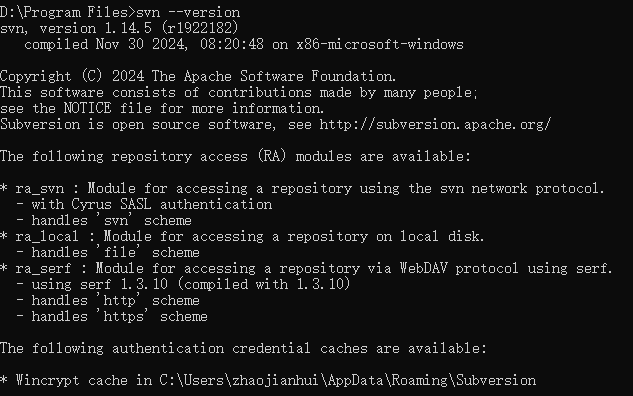 D:\Program Files>svn --version
svn, version 1.14.5 (r1922182)
   compiled Nov 30 2024, 08:20:48 on x86-microsoft-windows

Copyright (C) 2024 The Apache Software Foundation.
This software consists of contributions made by many people;
see the NOTICE file for more information.
Subversion is open source software, see http://subversion.apache.org/

The following repository access (RA) modules are available:

* ra_svn : Module for accessing a repository using the svn network protocol.
  - with Cyrus SASL authentication
  - handles 'svn' scheme
* ra_local : Module for accessing a repository on local disk.
  - handles 'file' scheme
* ra_serf : Module for accessing a repository via WebDAV protocol using serf.
  - using serf 1.3.10 (compiled with 1.3.10)
  - handles 'http' scheme
  - handles 'https' scheme

The following authentication credential caches are available:

* Wincrypt cache in C:\Users\zhaojianhui\AppData\Roaming\Subversion